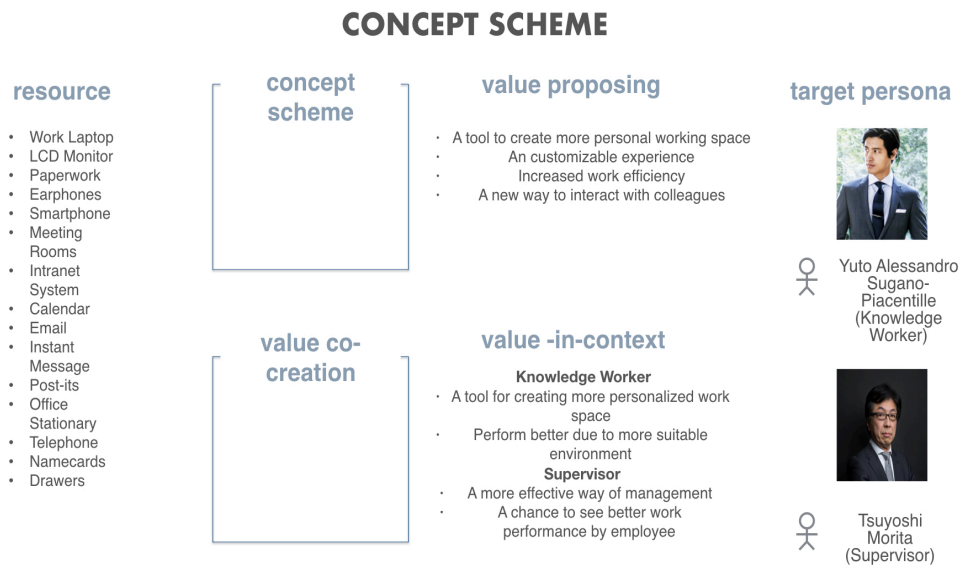 CONCEPT SCHEME
resource
• Work Laptop
• LCD Monitor
• Paperwork
• Earphones
• Smartphone
• Meeting
Rooms
• Intranet
System
• Calendar
• Email
• Instant
Message
• Post-its
• Office
Stationary
• Telephone
• Namecards
• Drawers
concept
scheme
value proposing
· A tool to create more personal working space
· An customizable experience
· Increased work efficiency
· A new way to interact with colleagues
target persona
Yuto Alessandro
Sugano-
Piacentille
(Knowledge
Worker)
value co-
creation
value -in-context
Knowledge Worker
· A tool for creating more personalized work
space
· Perform better due to more suitable
environment
Supervisor
· A more effective way of management
· A chance to see better work
performance by employee
Tsuyoshi
Morita
(Supervisor)